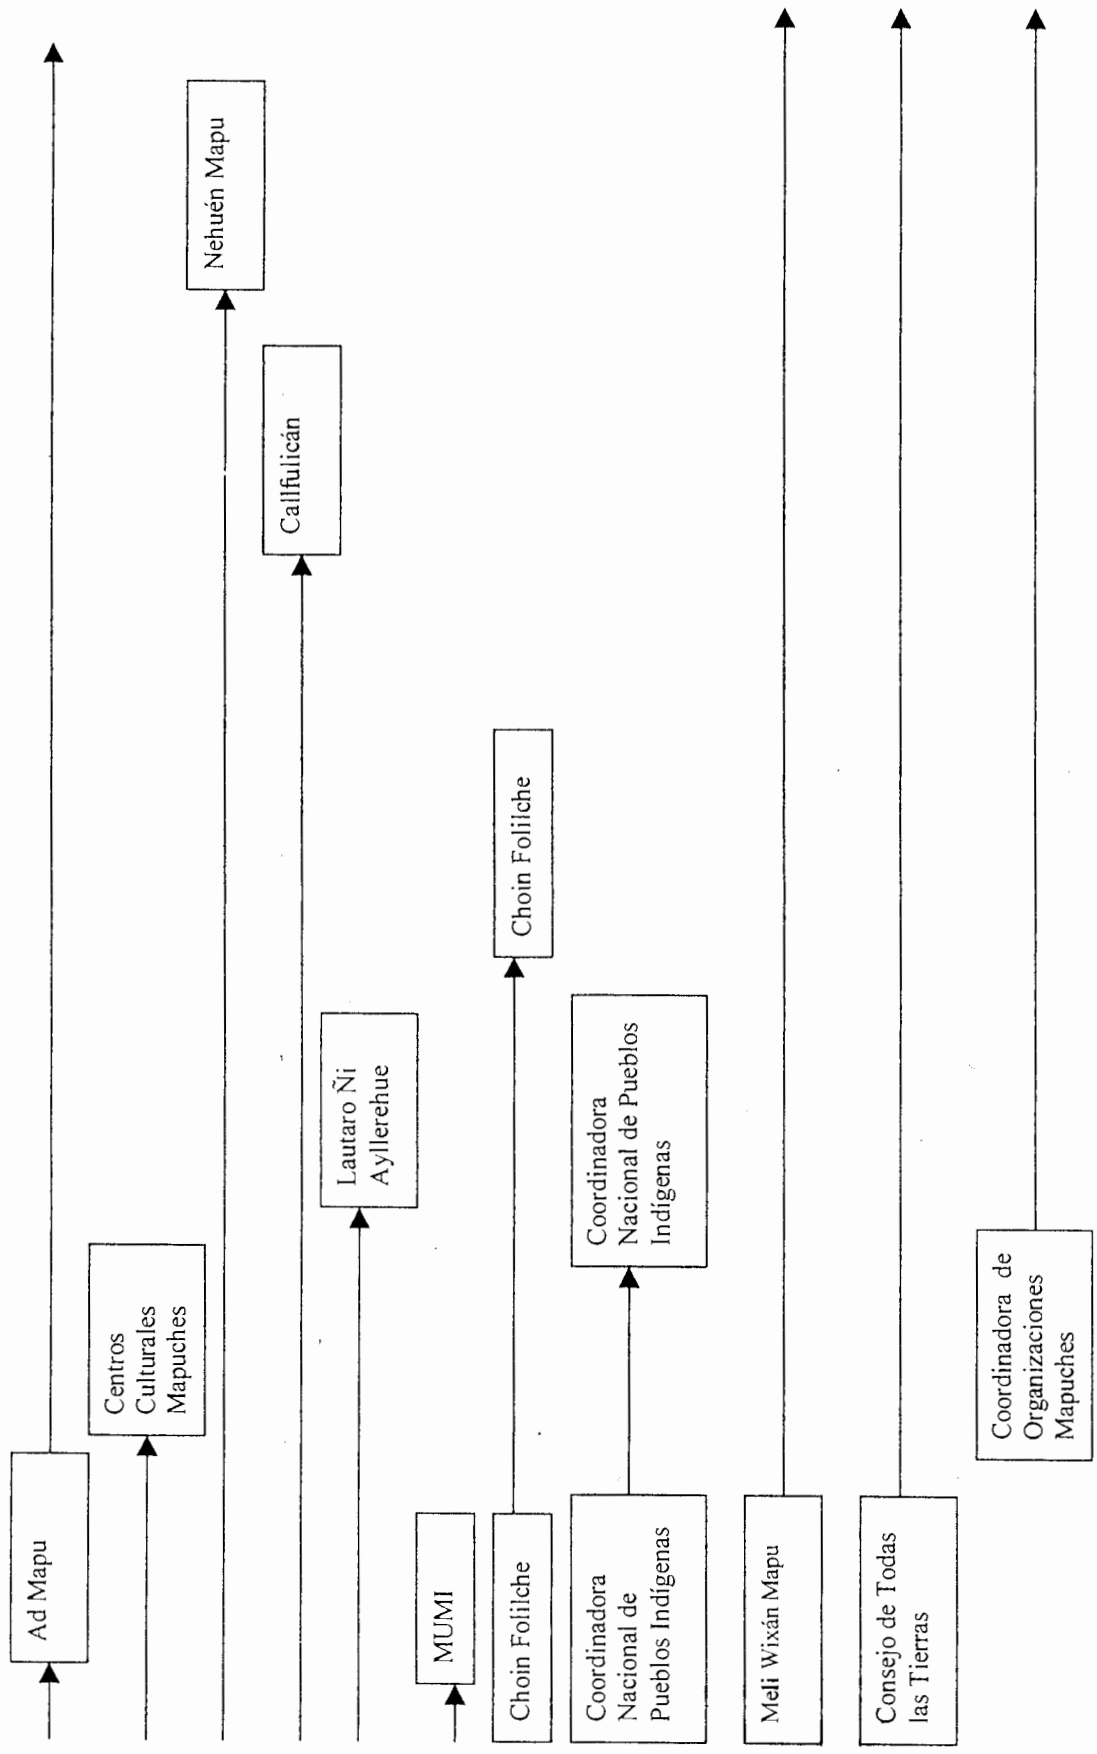 Ad Mapu
Centros
Culturales
Mapuches
Nehuén Mapu
Callfulicán
Lautaro Ñi
Ayllerehue
MUMI
Choin Folilche
Choin Folilche
Coordinadora
Nacional de
Pueblos Indígenas
Coordinadora
Nacional de Pueblos
Indígenas
Meli Wixán Mapu
Consejo de Todas
las Tierras
Coordinadora de
Organizaciones
Mapuches